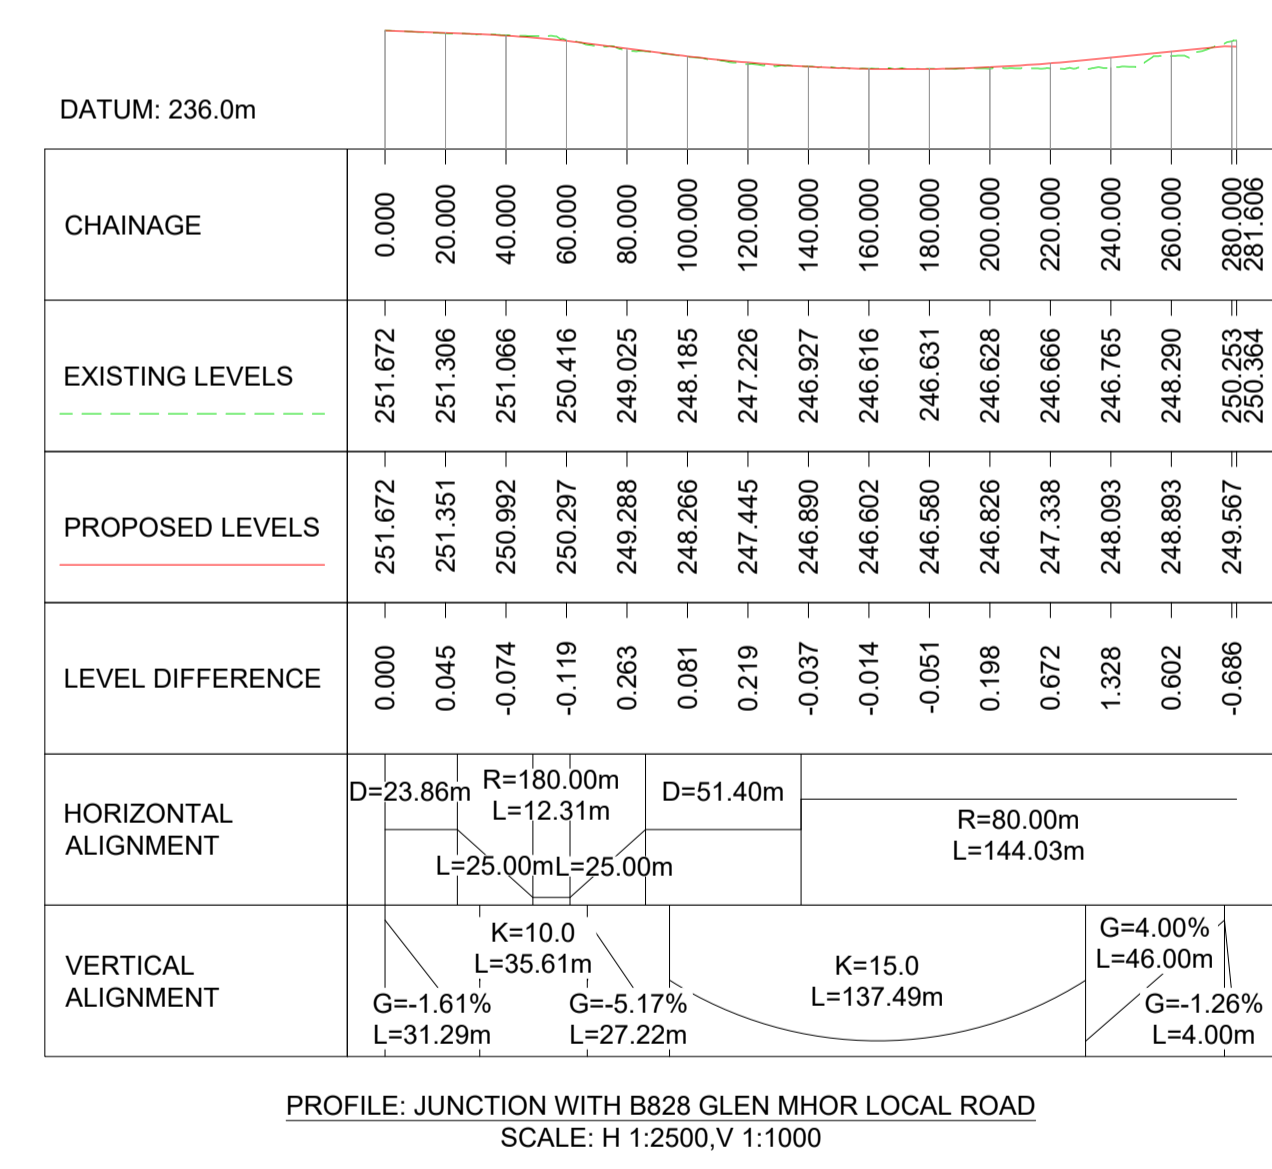 DATUM: 236.0m
CHAINAGE
0.000 20.000 40.000 60.000 80.000 100.000 120.000 140.000 160.000 180.000 200.000 220.000 240.000 260.000 280.000 281.606
EXISTING LEVELS
251.672 251.306 251.066 250.416 249.025 248.185 247.226 246.927 246.616 246.631 246.628 246.666 246.765 248.290 250.253 250.364
PROPOSED LEVELS
251.672 251.351 250.992 250.297 249.288 248.266 247.445 246.890 246.602 246.580 246.826 247.338 248.093 248.893 249.567
LEVEL DIFFERENCE
0.000 0.045 -0.074 -0.119 0.263 0.081 0.219 -0.037 -0.014 -0.051 0.198 0.672 1.328 0.602 -0.686
HORIZONTAL
ALIGNMENT
D=23.86m
R=180.00m
L=12.31m
L=25.00m
L=25.00m
D=51.40m
R=80.00m
L=144.03m
VERTICAL
ALIGNMENT
G=-1.61%
L=31.29m
K=10.0
L=35.61m
G=-5.17%
L=27.22m
K=15.0
L=137.49m
G=4.00%
L=46.00m
G=-1.26%
L=4.00m
PROFILE: JUNCTION WITH B828 GLEN MHOR LOCAL ROAD
SCALE: H 1:2500,V 1:1000